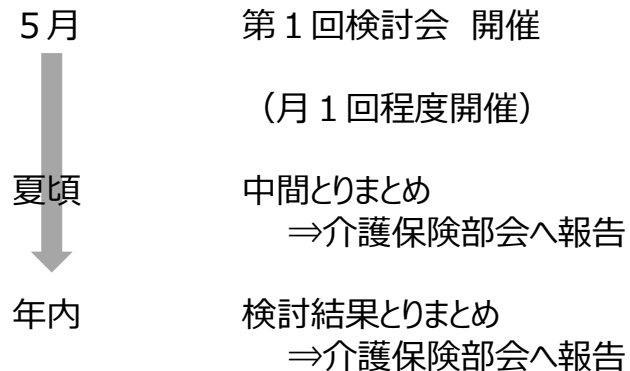 ５月 第１回検討会 開催
（月１回程度開催）
夏頃 中間とりまとめ
⇒介護保険部会へ報告
年内 検討結果とりまとめ
⇒介護保険部会へ報告